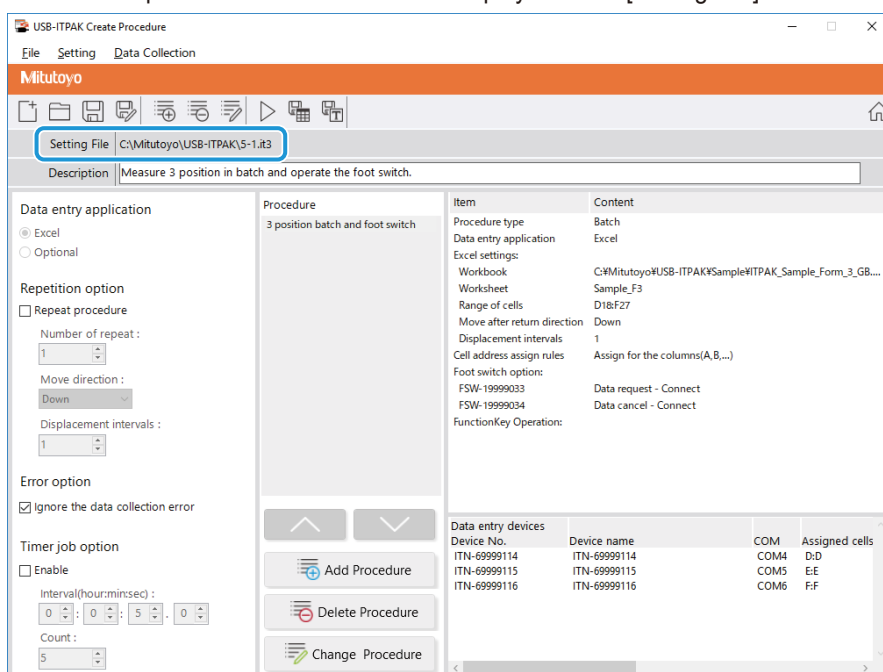 USB-ITPAK Create Procedure
File Setting Data Collection
Mitutoyo
Setting File C:\Mitutoyo\USB-ITPAK\5-1.it3
Description Measure 3 position in batch and operate the foot switch.
Data entry application
Excel
Optional
Repetition option
Repeat procedure
Number of repeat :
1
Move direction :
Down
Displacement intervals :
1
Error option
Ignore the data collection error
Timer job option
Enable
Interval(hour:min:sec) :
0 : 0 : 5 . 0
Count :
5
Procedure
3 position batch and foot switch
Add Procedure
Delete Procedure
Change Procedure
Item Content
Procedure type Batch
Data entry application Excel
Excel settings:
Workbook C:¥Mitutoyo¥USB-ITPAK¥Sample¥ITPAK_Sample_Form_3_GB....
Worksheet Sample_F3
Range of cells D18:F27
Move after return direction Down
Displacement intervals 1
Cell address assign rules Assign for the columns(A,B,...)
Foot switch option:
FSW-19999033 Data request - Connect
FSW-19999034 Data cancel - Connect
FunctionKey Operation:
Data entry devices
Device No. Device name COM Assigned cells
ITN-69999114 ITN-69999114 COM4 D:D
ITN-69999115 ITN-69999115 COM5 E:E
ITN-69999116 ITN-69999116 COM6 F:F